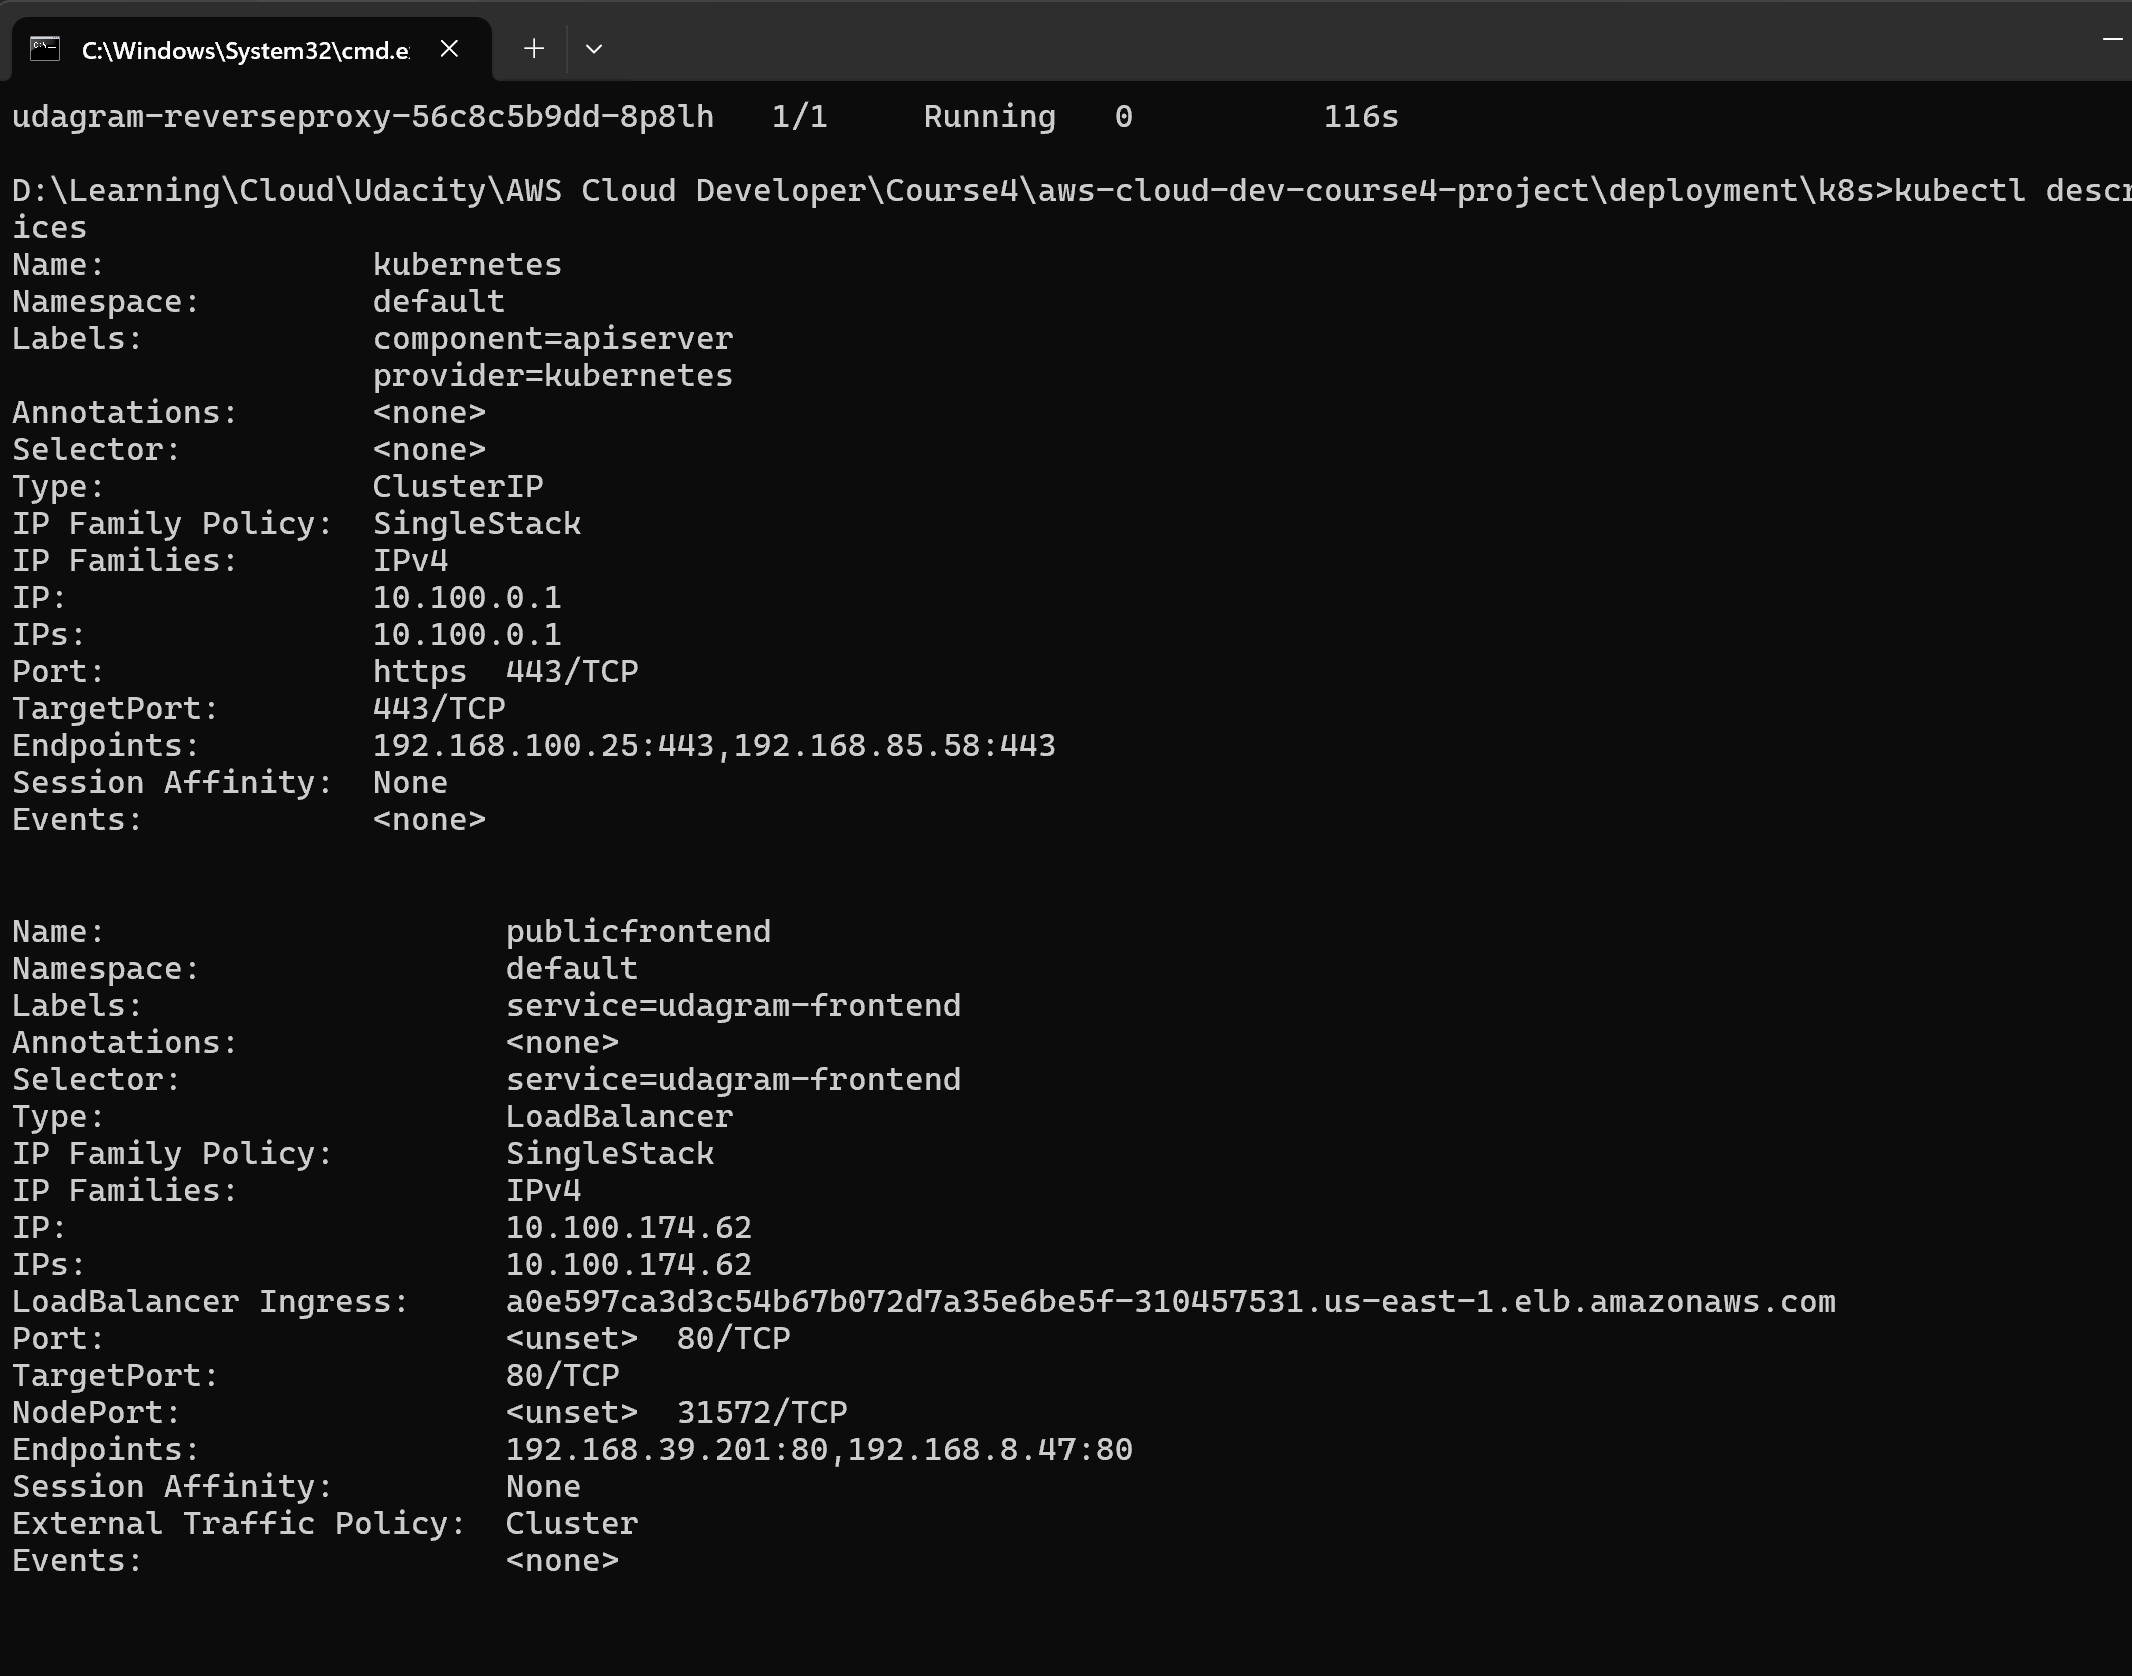 C:\Windows\System32\cmd.e
udagram-reverseproxy-56c8c5b9dd-8p8lh   1/1     Running   0          116s
D:\Learning\Cloud\Udacity\AWS Cloud Developer\Course4\aws-cloud-dev-course4-project\deployment\k8s>kubectl descr
ices
Name:              kubernetes
Namespace:         default
Labels:            component=apiserver
                   provider=kubernetes
Annotations:       <none>
Selector:          <none>
Type:              ClusterIP
IP Family Policy:  SingleStack
IP Families:       IPv4
IP:                10.100.0.1
IPs:               10.100.0.1
Port:              https  443/TCP
TargetPort:        443/TCP
Endpoints:         192.168.100.25:443,192.168.85.58:443
Session Affinity:  None
Events:            <none>
Name:                     publicfrontend
Namespace:                default
Labels:                   service=udagram-frontend
Annotations:              <none>
Selector:                 service=udagram-frontend
Type:                     LoadBalancer
IP Family Policy:         SingleStack
IP Families:              IPv4
IP:                       10.100.174.62
IPs:                      10.100.174.62
LoadBalancer Ingress:     a0e597ca3d3c54b67b072d7a35e6be5f-310457531.us-east-1.elb.amazonaws.com
Port:                     <unset>  80/TCP
TargetPort:               80/TCP
NodePort:                 <unset>  31572/TCP
Endpoints:                192.168.39.201:80,192.168.8.47:80
Session Affinity:         None
External Traffic Policy:  Cluster
Events:                   <none>